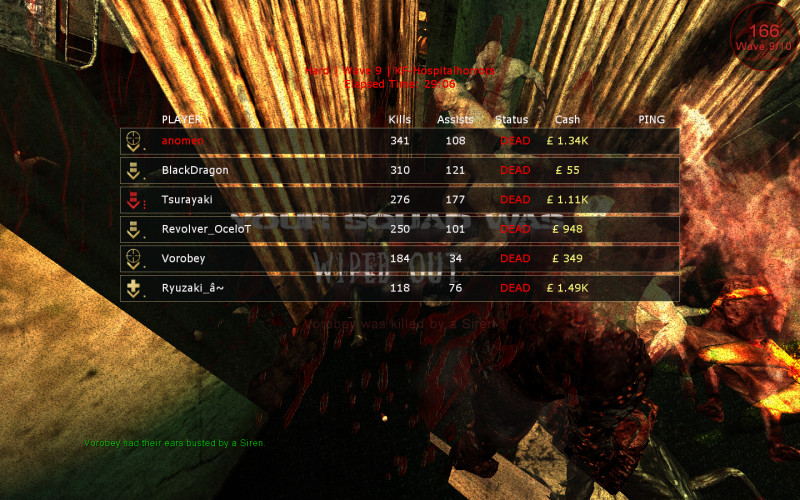 166
Wave 9/10
Hard | Wave 9 | KF-Hospitalhorrors
Elapsed Time: 29:06
PLAYER Kills Assists Status Cash PING
anomen 341 108 DEAD £ 1.34K
BlackDragon 310 121 DEAD £ 55
Tsurayaki 276 177 DEAD £ 1.11K
YOUR SQUAD WAS
Revolver_OceloT 250 101 DEAD £ 948
Vorobey 184 34 DEAD £ 349
WIPED OUT
Ryuzaki_â~ 118 76 DEAD £ 1.49K
Vorobey was killed by a Siren
Vorobey had their ears busted by a Siren.